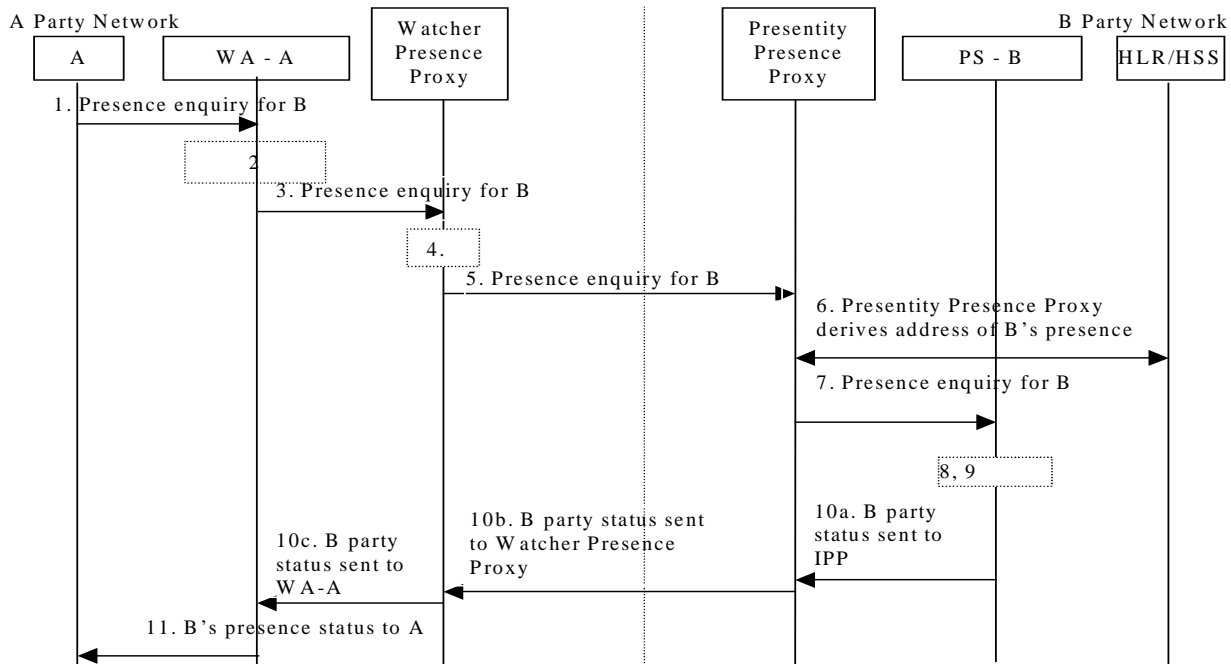 A Party Network
B Party Network
A
WA - A
Watcher
Presence
Proxy
Presentity
Presence
Proxy
PS - B
HLR/HSS
1. Presence enquiry for B
2
3. Presence enquiry for B
4.
5. Presence enquiry for B
6. Presentity Presence Proxy
derives address of B’s presence
7. Presence enquiry for B
8, 9
10a. B party
status sent to
IPP
10b. B party status sent
to Watcher Presence
Proxy
10c. B party
status sent to
WA-A
11. B’s presence status to A